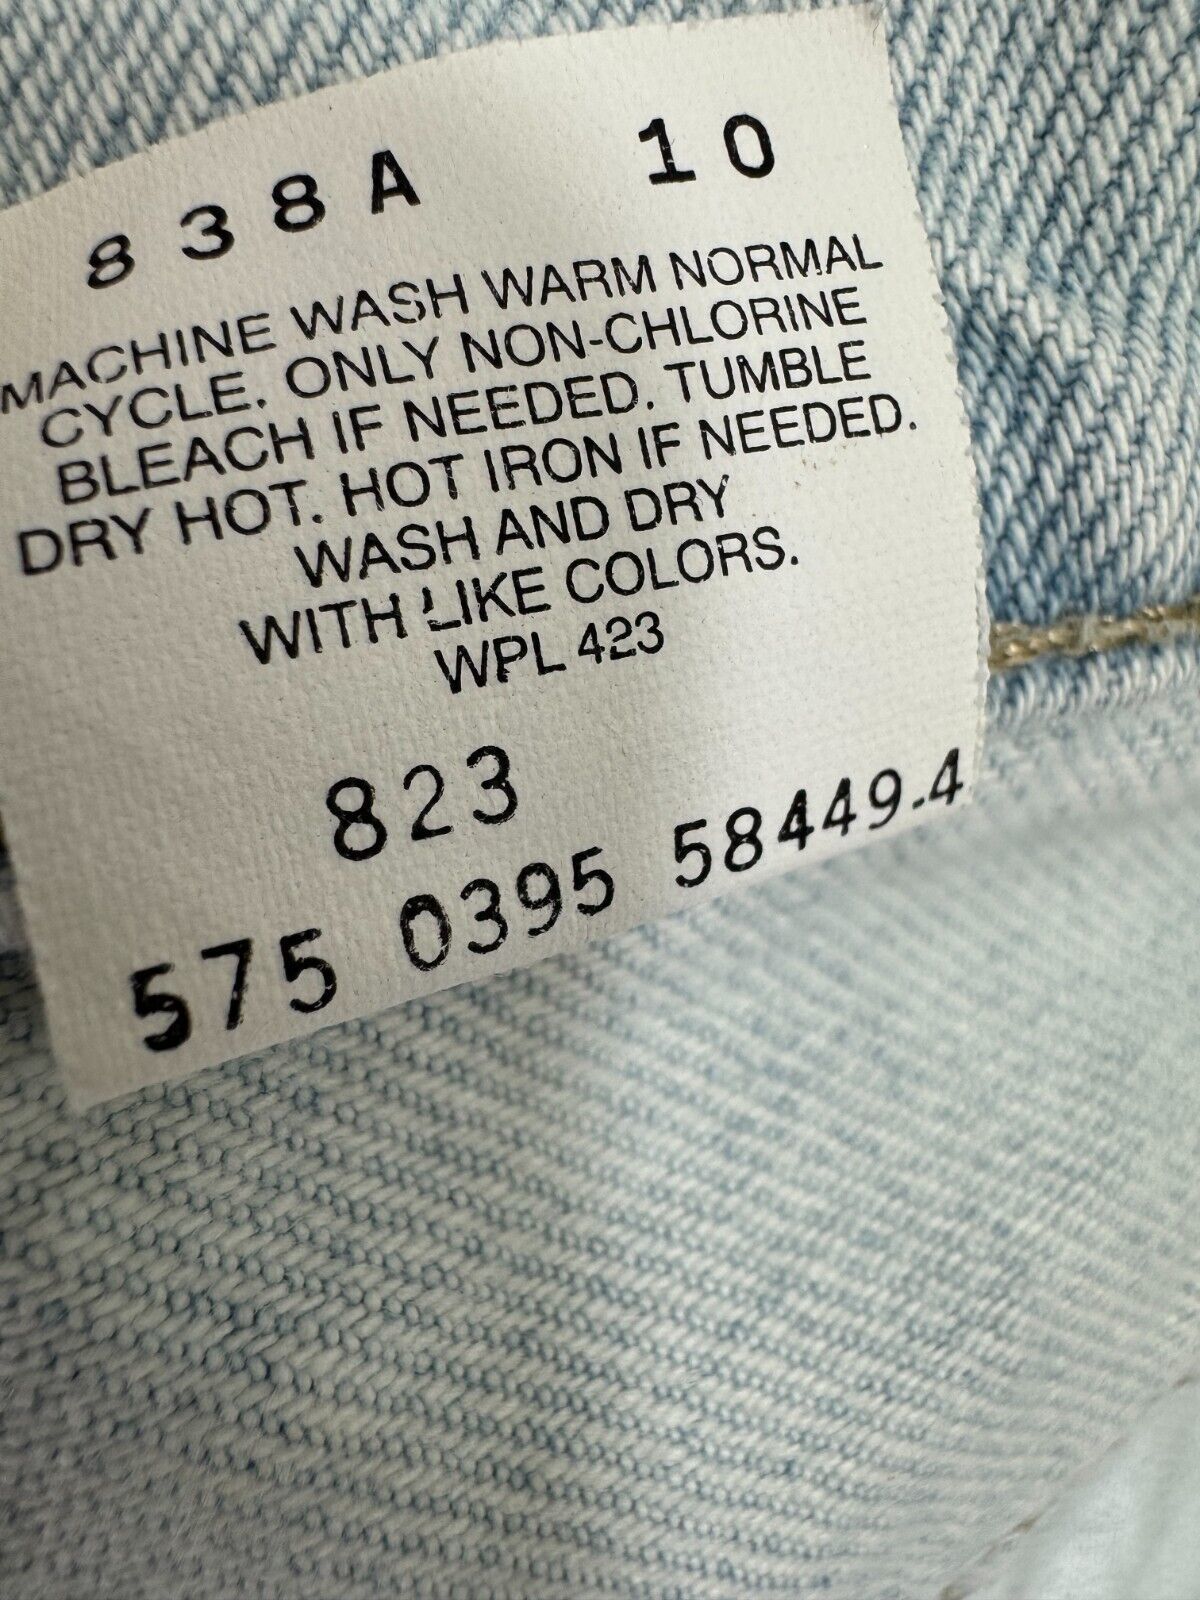 838A 10
MACHINE WASH WARM NORMAL
CYCLE. ONLY NON-CHLORINE
BLEACH IF NEEDED. TUMBLE
DRY HOT. HOT IRON IF NEEDED.
WASH AND DRY
WITH LIKE COLORS.
WPL 423
823
575 0395 58449.4